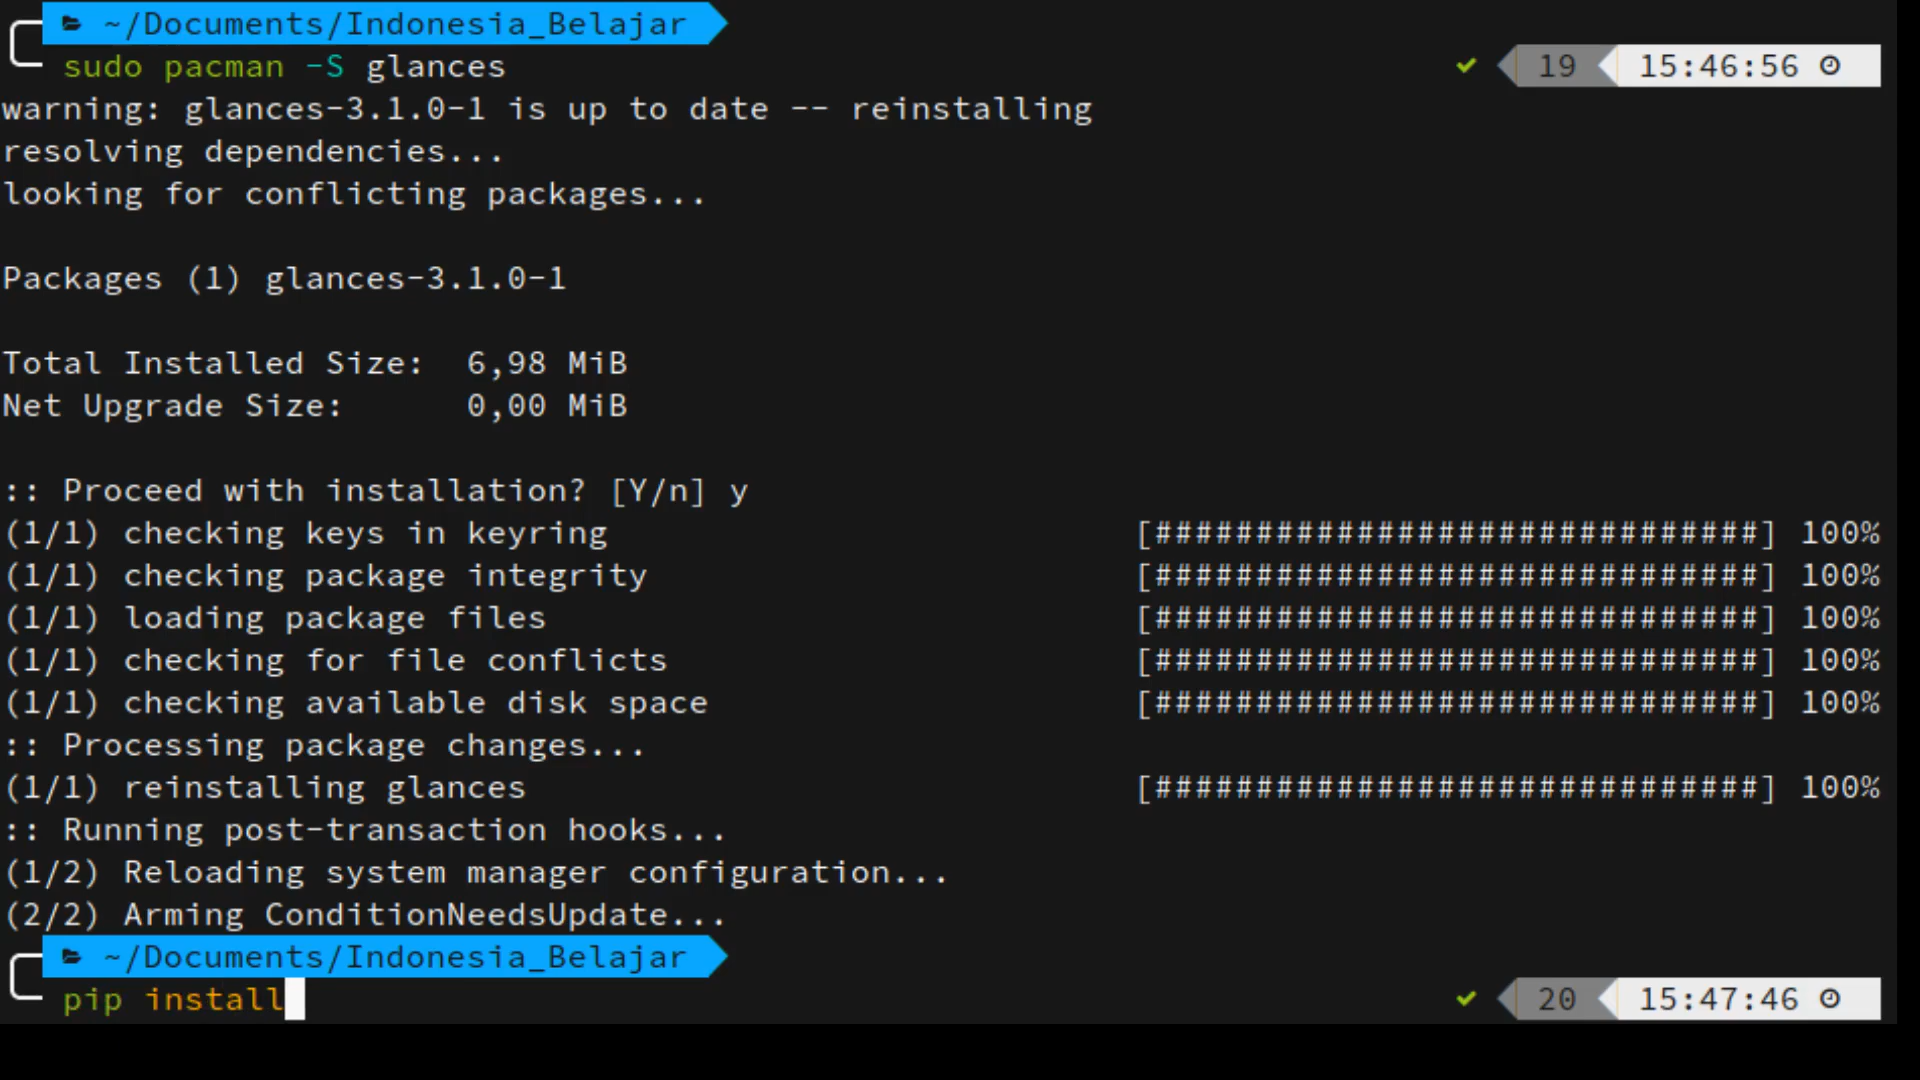 ~/Documents/Indonesia_Belajar
sudo pacman -S glances 19 15:46:56
warning: glances-3.1.0-1 is up to date -- reinstalling
resolving dependencies...
looking for conflicting packages...
Packages (1) glances-3.1.0-1
Total Installed Size: 6,98 MiB
Net Upgrade Size: 0,00 MiB
:: Proceed with installation? [Y/n] y
(1/1) checking keys in keyring [##############################] 100%
(1/1) checking package integrity [##############################] 100%
(1/1) loading package files [##############################] 100%
(1/1) checking for file conflicts [##############################] 100%
(1/1) checking available disk space [##############################] 100%
:: Processing package changes...
(1/1) reinstalling glances [##############################] 100%
:: Running post-transaction hooks...
(1/2) Reloading system manager configuration...
(2/2) Arming ConditionNeedsUpdate...
~/Documents/Indonesia_Belajar
pip install 20 15:47:46